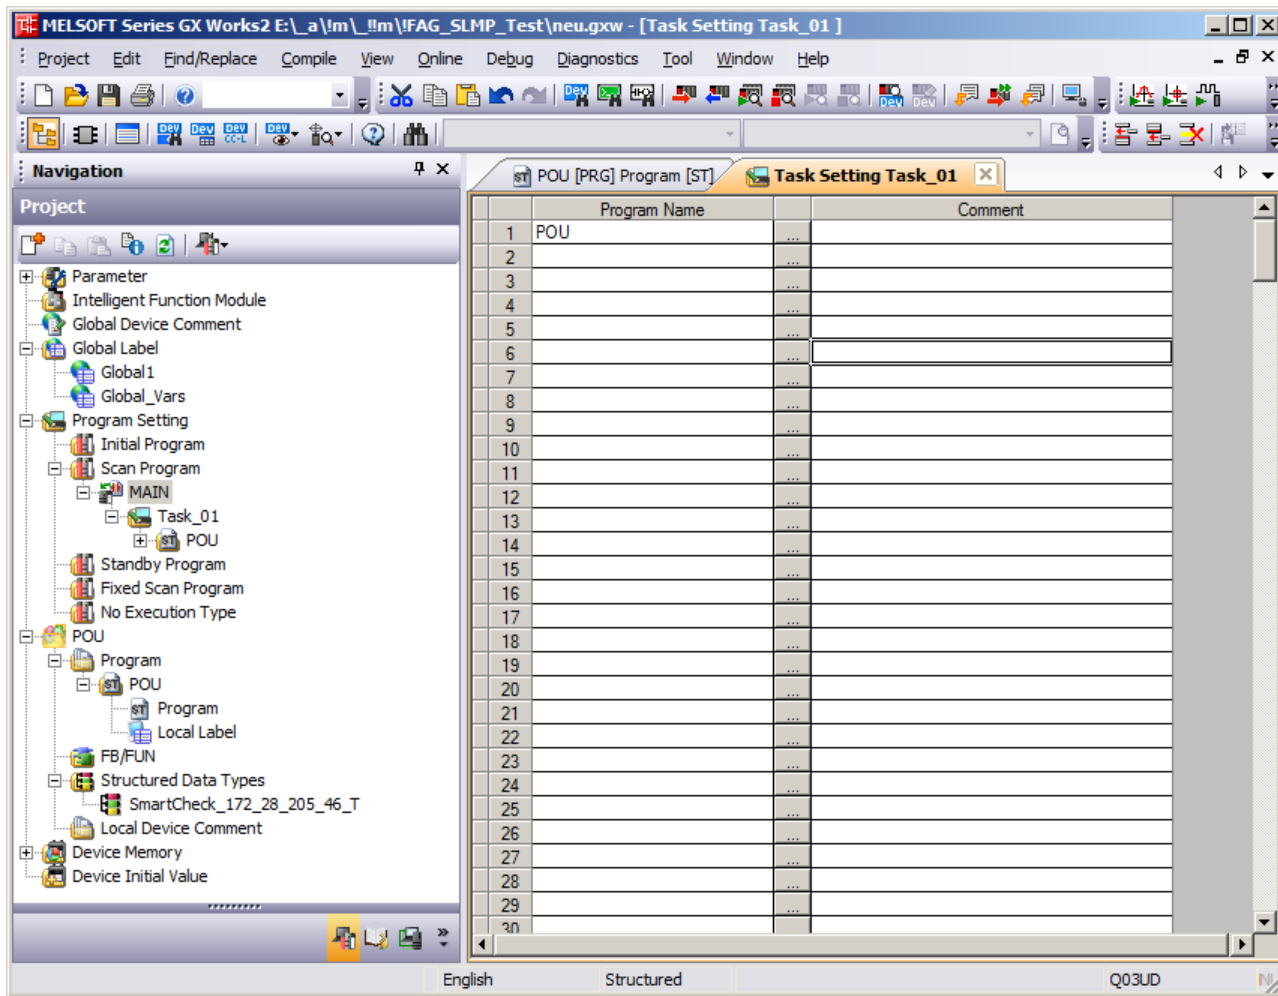 MELSOFT Series GX Works2 E:\_a\!m\_!!m\!FAG_SLMP_Test\neu.gxw - [Task Setting Task_01 ]
Project Edit Find/Replace Compile View Online Debug Diagnostics Tool Window Help
Navigation
POU [PRG] Program [ST]
Task Setting Task_01
Project
Program Name
Comment
1 POU ...
2 ...
3 ...
4 ...
5 ...
6 ...
7 ...
8 ...
9 ...
10 ...
11 ...
12 ...
13 ...
14 ...
15 ...
16 ...
17 ...
18 ...
19 ...
20 ...
21 ...
22 ...
23 ...
24 ...
25 ...
26 ...
27 ...
28 ...
29 ...
30
Parameter
Intelligent Function Module
Global Device Comment
Global Label
Global1
Global_Vars
Program Setting
Initial Program
Scan Program
MAIN
Task_01
POU
Standby Program
Fixed Scan Program
No Execution Type
POU
Program
POU
Program
Local Label
FB/FUN
Structured Data Types
SmartCheck_172_28_205_46_T
Local Device Comment
Device Memory
Device Initial Value
English
Structured
Q03UD